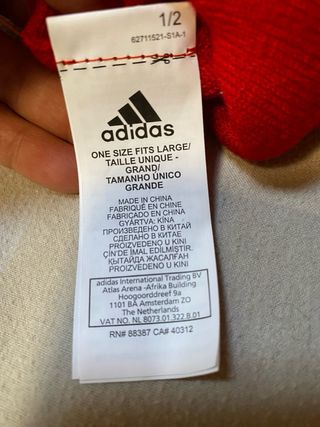 1/2
62711521-S1A-1
adidas
ONE SIZE FITS LARGE/
TAILLE UNIQUE -
GRAND/
TAMANHO ÚNICO
GRANDE
MADE IN CHINA
FABRIQUÉ EN CHINE
FABRICADO EN CHINA
GYÁRTVA: KÍNA
ПРОИЗВЕДЕНО В КИТАЙ
СДЕЛАНО В КИТАЕ
PROIZVEDENO U KINI
ÇIN'DE İMAL EDİLMİŞTİR.
ҚЫТАЙДА ЖАСАЛҒАН
PROIZVEDENO U KINI
adidas International Trading BV
Atlas Arena -Afrika Building
Hoogoorddreef 9a
1101 BA Amsterdam ZO
The Netherlands
VAT NO. NL 8073.01.322.B.01
RN# 88387 CA# 40312